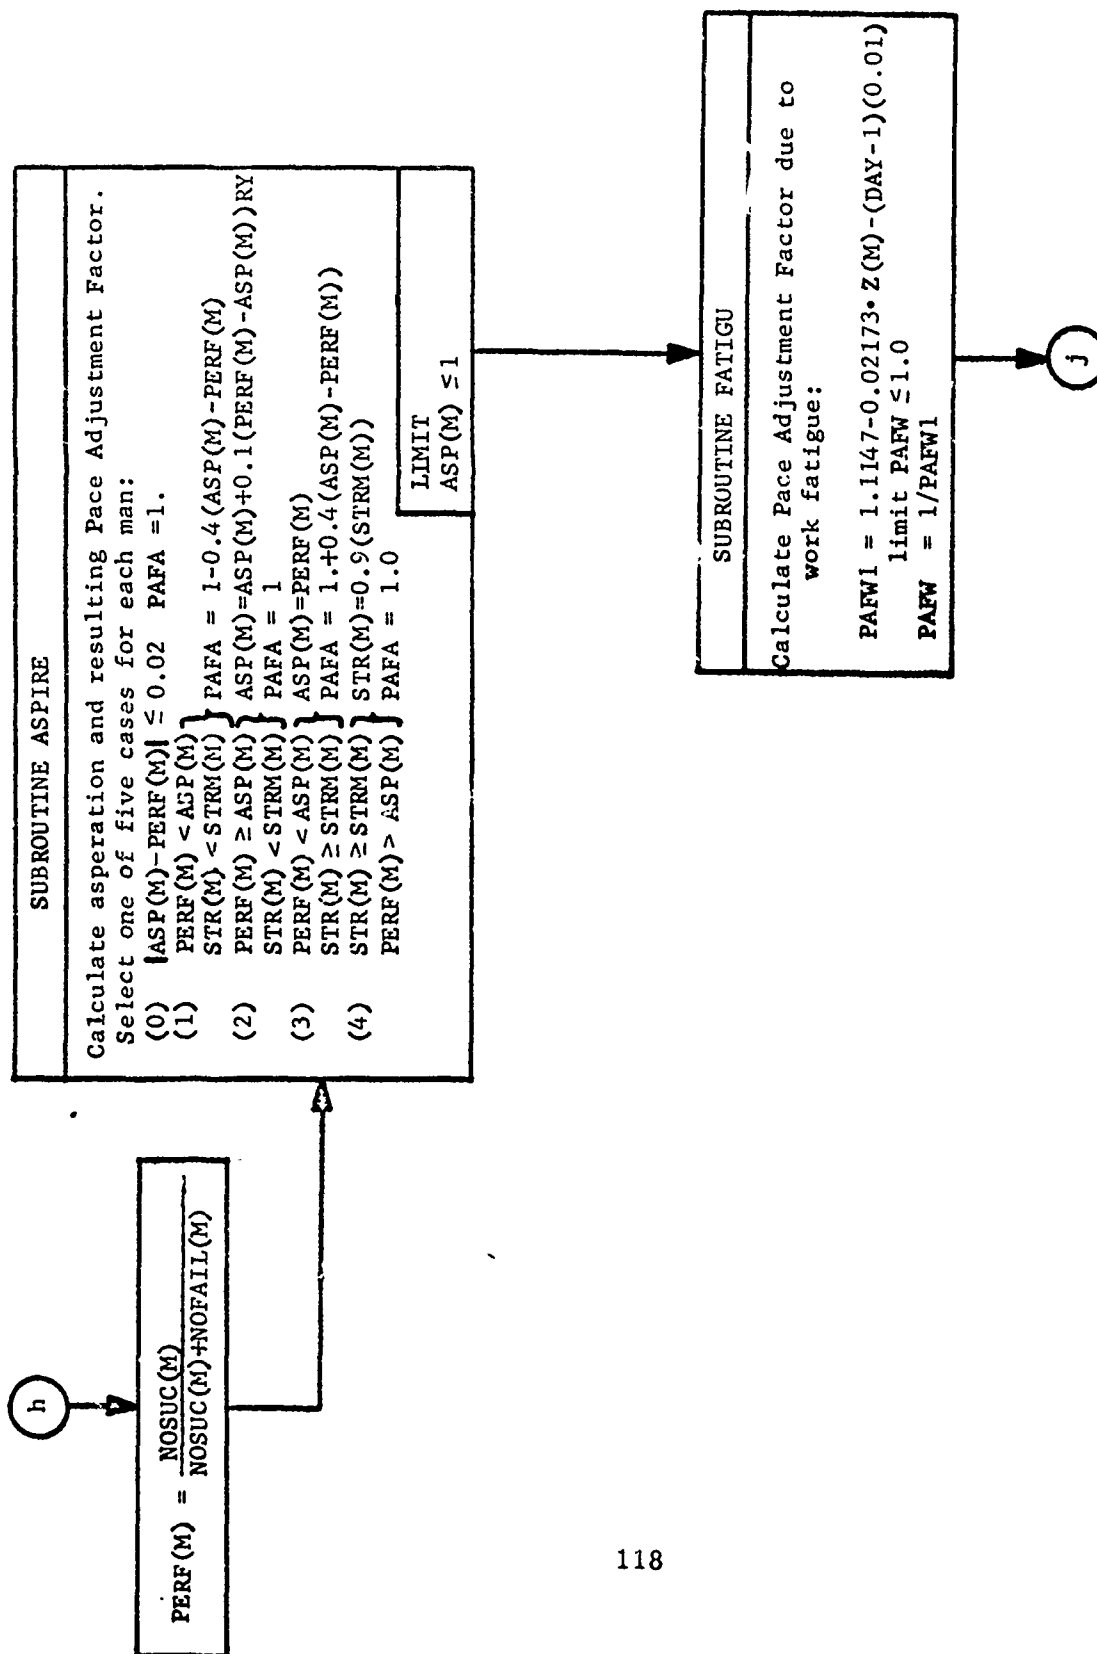 h
PERF(M) = NOSUC(M)
NOSUC(M)+NOFAIL(M)
SUBROUTINE ASPIRE
Calculate asperation and resulting Pace Adjustment Factor.
Select one of five cases for each man:
(0) |ASP(M)-PERF(M)| ≤ 0.02 PAFA =1.
(1) PERF(M) < ASP(M)
STR(M) < STRM(M) } PAFA = 1-0.4(ASP(M)-PERF(M)
(2) PERF(M) ≥ ASP(M) } ASP(M)=ASP(M)+0.1(PERF(M)-ASP(M))RY
STR(M) < STRM(M) } PAFA = 1
(3) PERF(M) < ASP(M) } ASP(M)=PERF(M)
STR(M) ≥ STRM(M) } PAFA = 1.+0.4(ASP(M)-PERF(M))
(4) STR(M) ≥ STRM(M) } STR(M)=0.9(STRM(M))
PERF(M) > ASP(M) } PAFA = 1.0
LIMIT
ASP(M) ≤ 1
SUBROUTINE FATIGU
Calculate Pace Adjustment Factor due to
work fatigue:
PAFW1 = 1.1147-0.02173•Z(M)-(DAY-1)(0.01)
limit PAFW ≤1.0
PAFW = 1/PAFW1
j
118